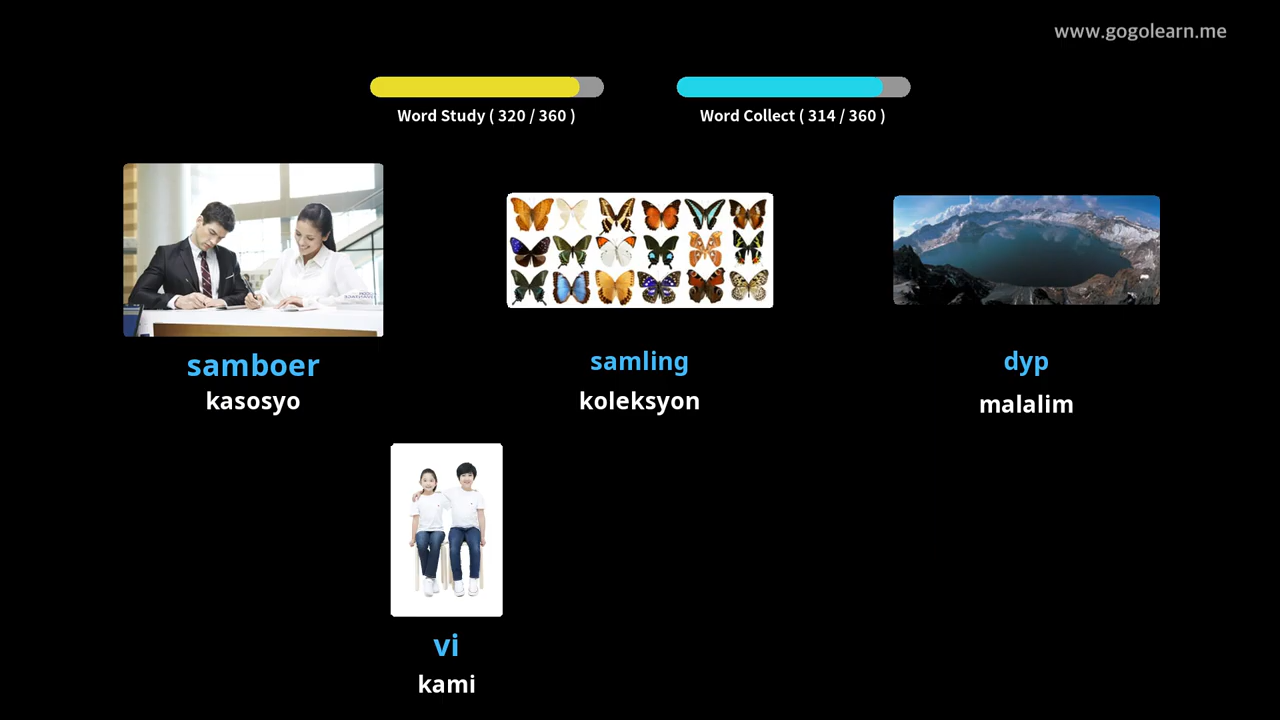 www.gogolearn.me
Word Study ( 320 / 360 )
Word Collect ( 314 / 360 )
samboer
kasosyo
samling
koleksyon
dyp
malalim
vi
kami